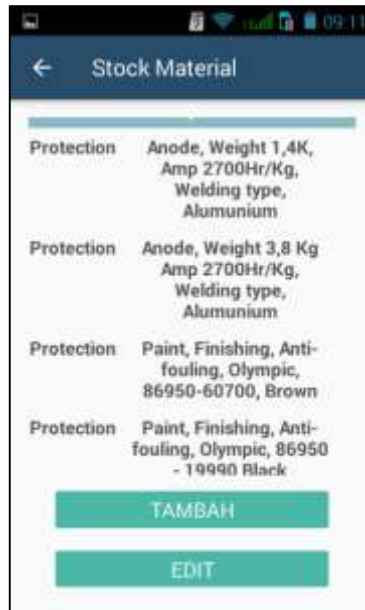 09:11
Stock Material
Protection Anode, Weight 1,4K,
Amp 2700Hr/Kg,
Welding type,
Alumunium
Protection Anode, Weight 3,8 Kg
Amp 2700Hr/Kg,
Welding type,
Alumunium
Protection Paint, Finishing, Anti-
fouling, Olympic,
86950-60700, Brown
Protection Paint, Finishing, Anti-
fouling, Olympic, 86950
- 19990 Black
TAMBAH
EDIT